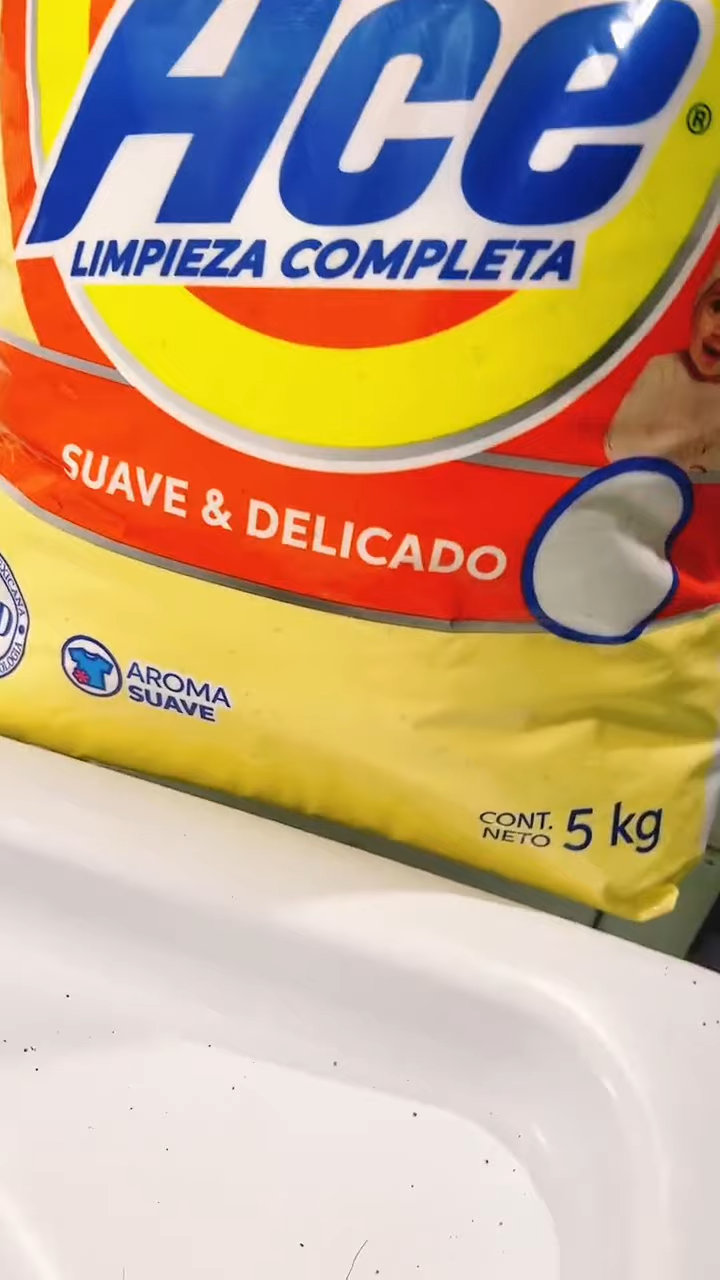 Ace®
LIMPIEZA COMPLETA
SUAVE & DELICADO
AROMA
SUAVE
CONT.
NETO
5 kg